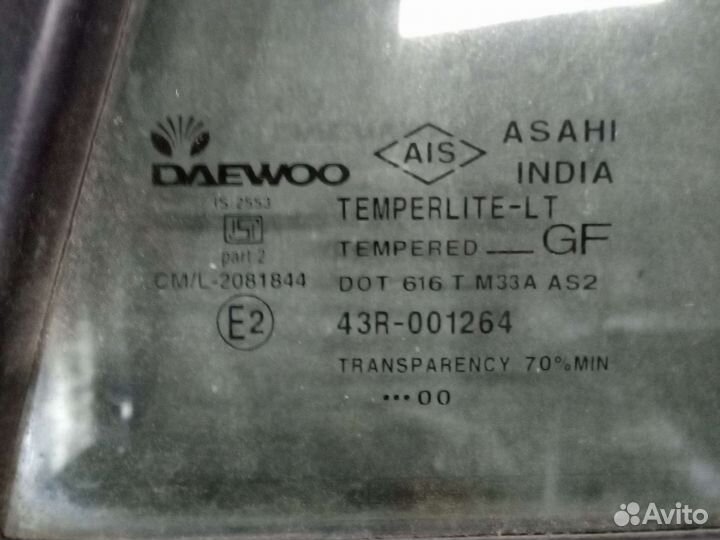 DAEWOO
AIS
ASAHI
INDIA
IS 2553
ISI
part 2
CM/L-2081844
E2
TEMPERLITE-LT
TEMPERED GF
DOT 616 T M33A AS2
43R-001264
TRANSPARENCY 70%MIN
•••00
Avito